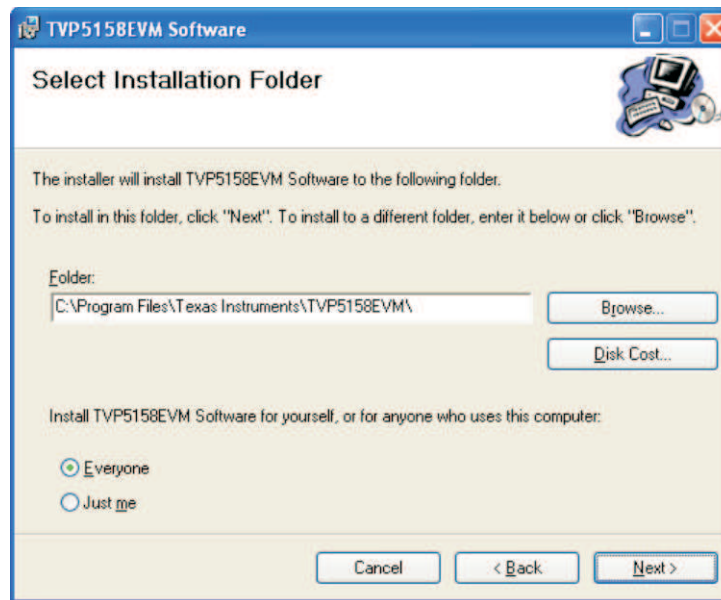 TVP5158EVM Software
Select Installation Folder
The installer will install TVP5158EVM Software to the following folder.
To install in this folder, click "Next". To install to a different folder, enter it below or click "Browse".
Folder:
C:\Program Files\Texas Instruments\TVP5158EVM\
Browse...
Disk Cost...
Install TVP5158EVM Software for yourself, or for anyone who uses this computer:
Everyone
Just me
Cancel
< Back
Next >